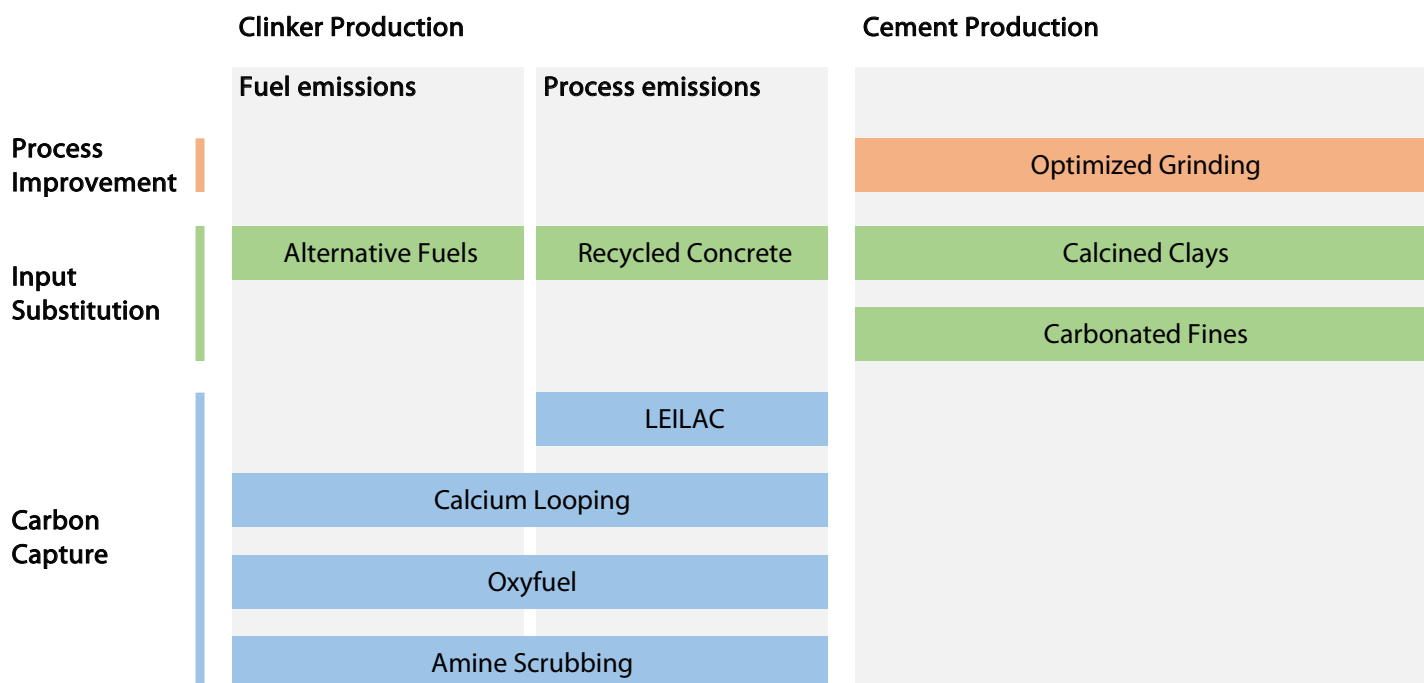 Clinker Production
Cement Production
Fuel emissions
Process emissions
Process
Improvement
Optimized Grinding
Input
Substitution
Alternative Fuels
Recycled Concrete
Calcined Clays
Carbonated Fines
Carbon
Capture
LEILAC
Calcium Looping
Oxyfuel
Amine Scrubbing